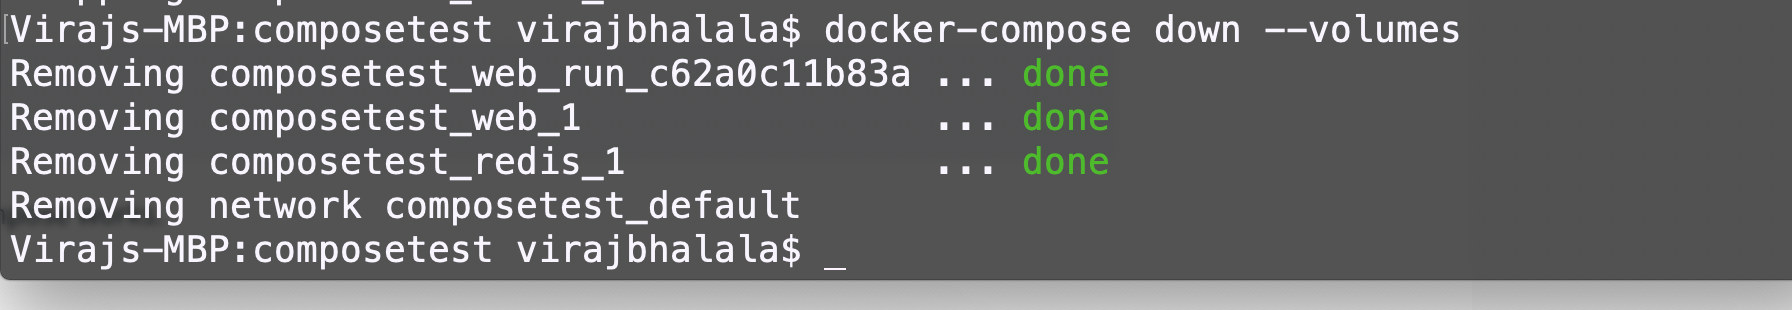 Virajs-MBP:composetest virajbhalala$ docker-compose down --volumes
Removing composetest_web_run_c62a0c11b83a ... done
Removing composetest_web_1 ... done
Removing composetest_redis_1 ... done
Removing network composetest_default
Virajs-MBP:composetest virajbhalala$ _